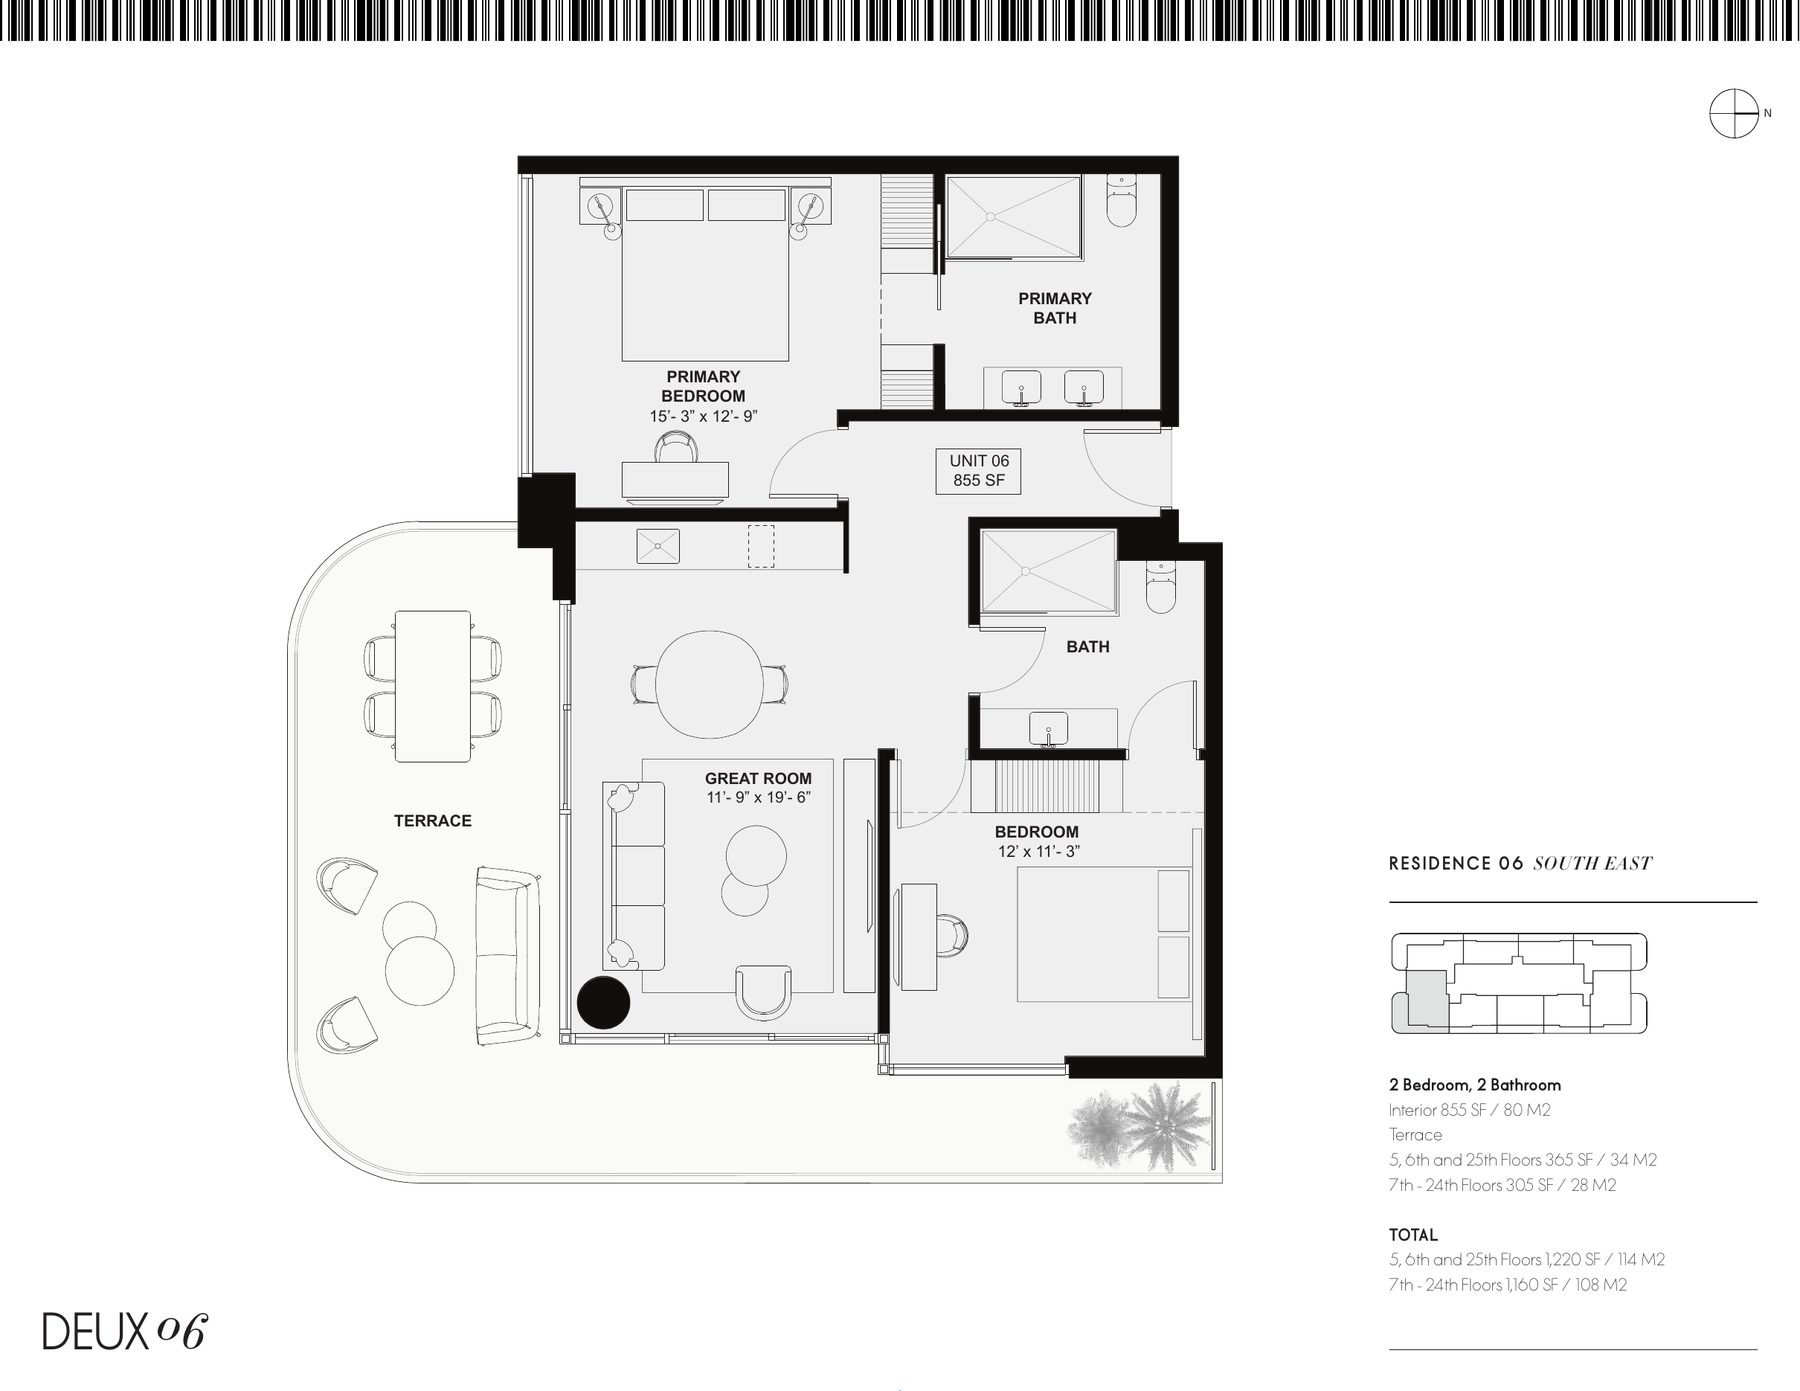 N
PRIMARY
BATH
PRIMARY
BEDROOM
15’- 3” x 12’- 9”
UNIT 06
855 SF
BATH
GREAT ROOM
11’- 9” x 19’- 6”
TERRACE
BEDROOM
12’ x 11’- 3”
RESIDENCE 06 SOUTH EAST
2 Bedroom, 2 Bathroom
Interior 855 SF / 80 M2
Terrace
5, 6th and 25th Floors 365 SF / 34 M2
7th - 24th Floors 305 SF / 28 M2
TOTAL
5, 6th and 25th Floors 1,220 SF / 114 M2
7th - 24th Floors 1,160 SF / 108 M2
DEUX 06